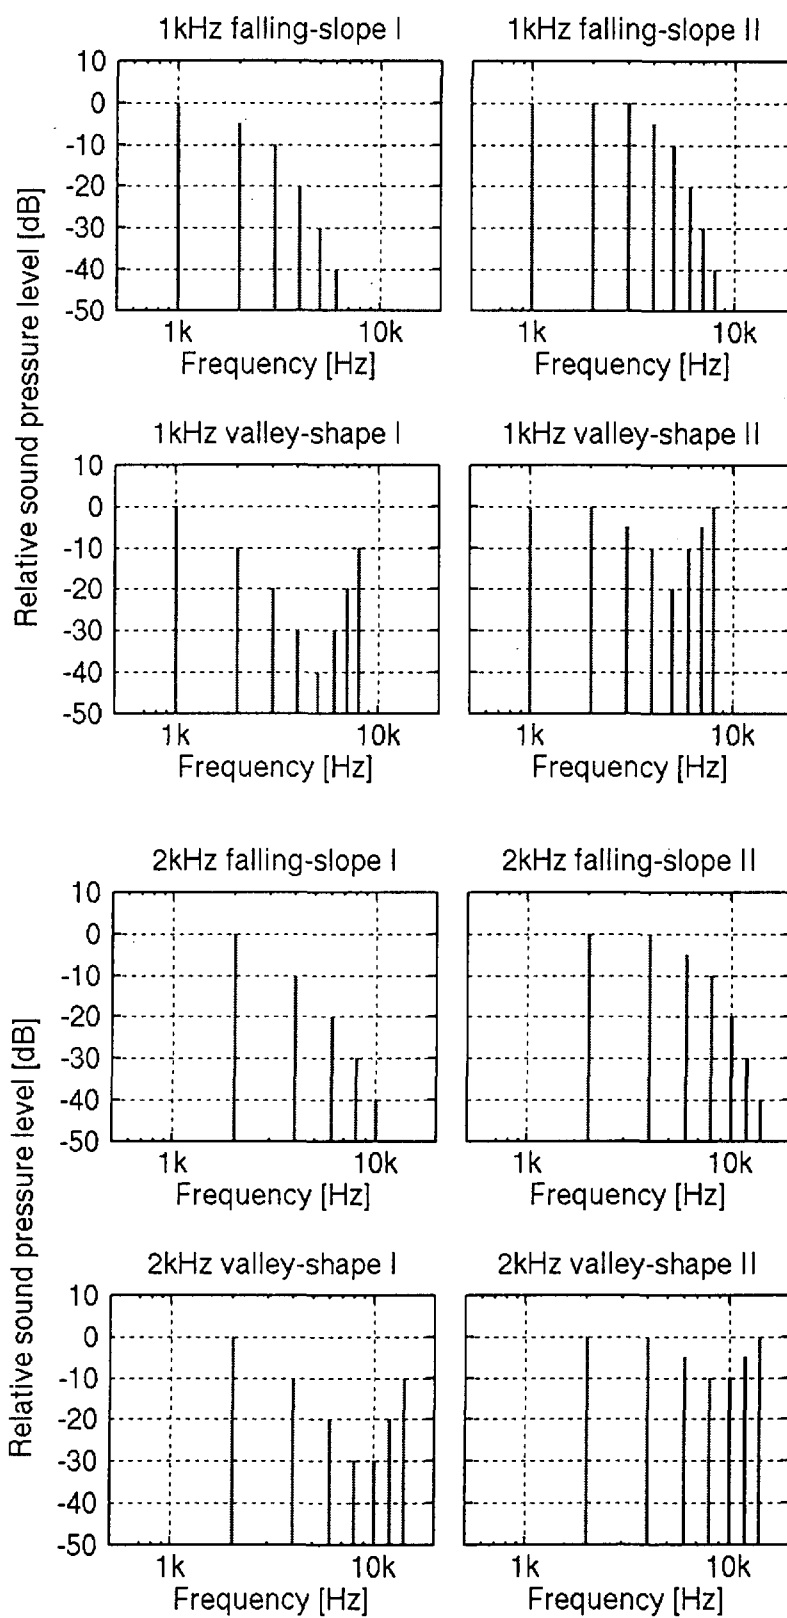 1kHz falling-slope I
1kHz falling-slope II
10
0
-10
-20
-30
-40
-50
1k
10k
1k
10k
Frequency [Hz]
Frequency [Hz]
Relative sound pressure level [dB]
1kHz valley-shape I
1kHz valley-shape II
10
0
-10
-20
-30
-40
-50
1k
10k
1k
10k
Frequency [Hz]
Frequency [Hz]
2kHz falling-slope I
2kHz falling-slope II
10
0
-10
-20
-30
-40
-50
1k
10k
1k
10k
Frequency [Hz]
Frequency [Hz]
Relative sound pressure level [dB]
2kHz valley-shape I
2kHz valley-shape II
10
0
-10
-20
-30
-40
-50
1k
10k
1k
10k
Frequency [Hz]
Frequency [Hz]